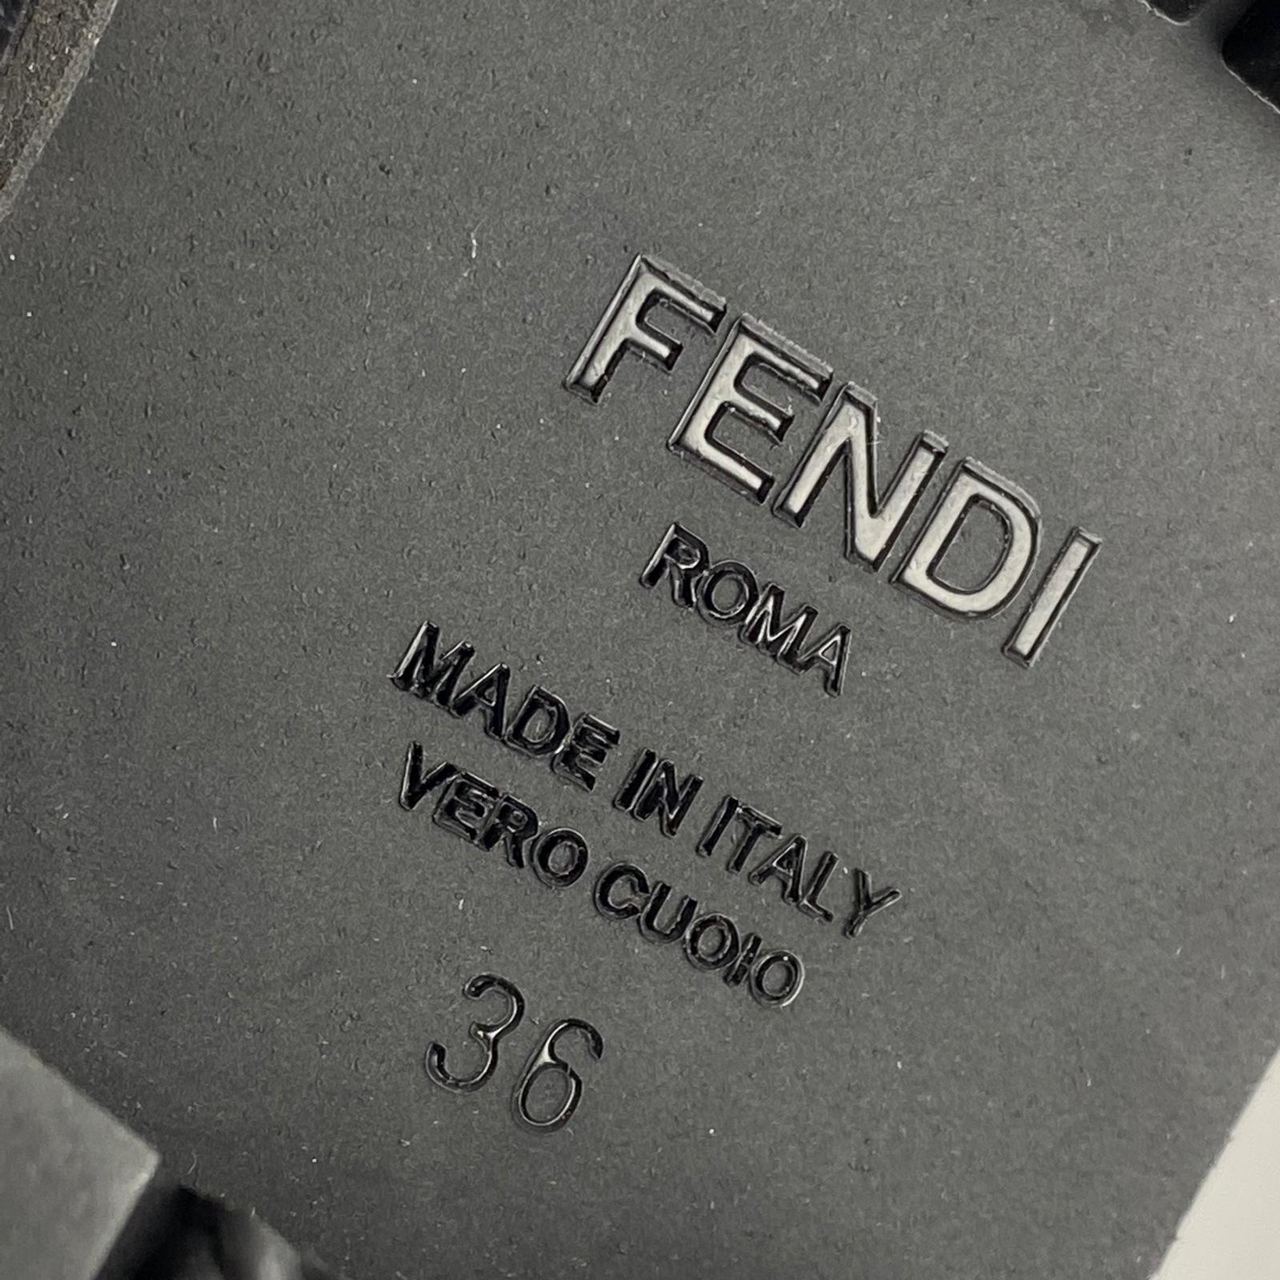 FENDI
ROMA
MADE IN ITALY
VERO CUOIO
36